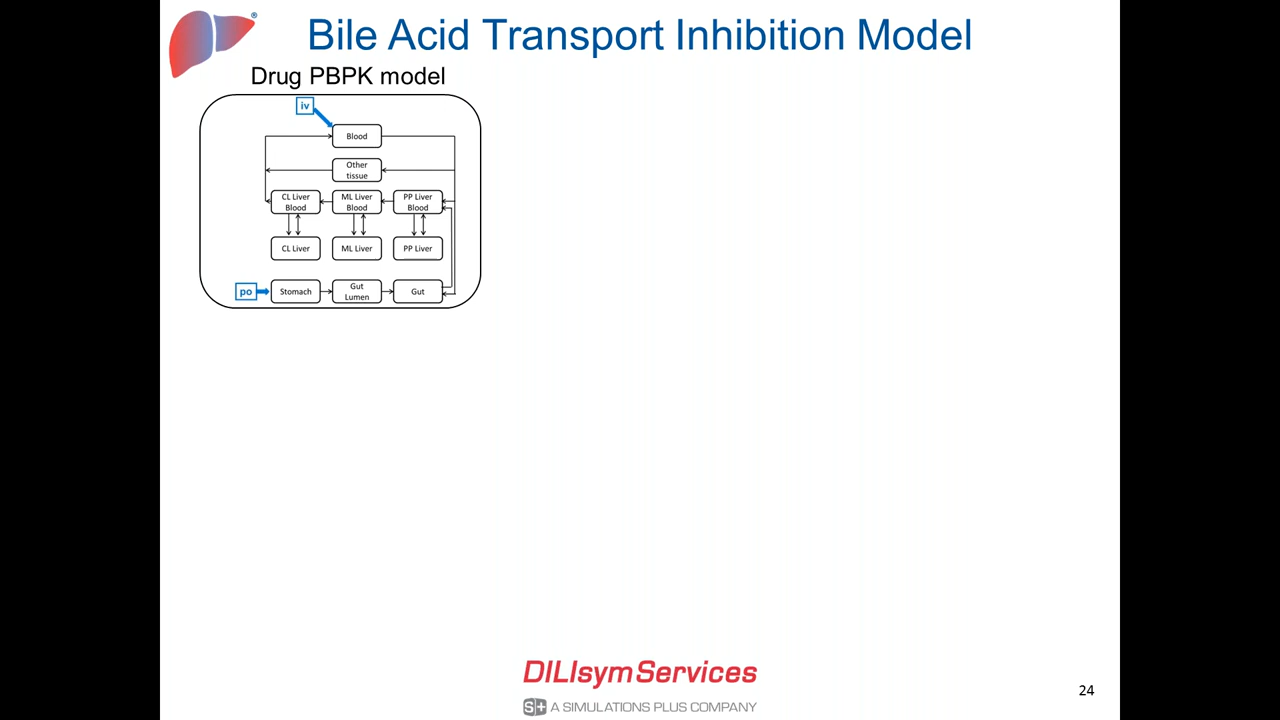 ®
Bile Acid Transport Inhibition Model
Drug PBPK model
iv
Blood
Other
tissue
CL Liver
Blood
ML Liver
Blood
PP Liver
Blood
CL Liver
ML Liver
PP Liver
po
Stomach
Gut
Lumen
Gut
DILIsymServices
S+ A SIMULATIONS PLUS COMPANY
24